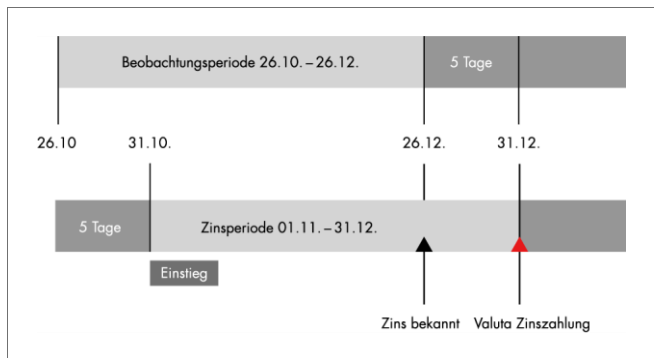 Beobachtungsperiode 26.10. – 26.12.
5 Tage
26.10
31.10.
26.12.
31.12.
5 Tage
Zinsperiode 01.11. – 31.12.
Einstieg
Zins bekannt
Valuta Zinszahlung